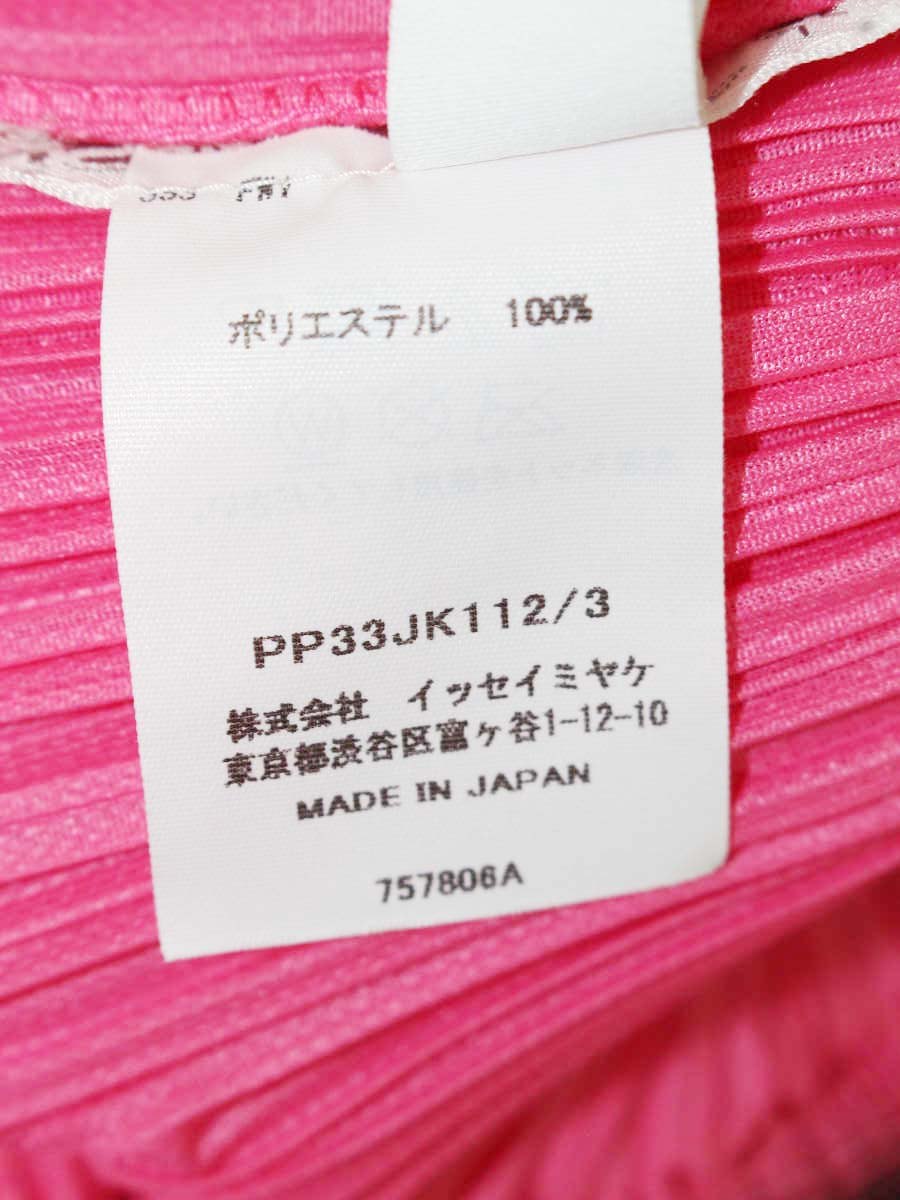 ポリエステル 100%
PP33JK112/3
株式会社 イッセイミヤケ
東京都渋谷区富ヶ谷1-12-10
MADE IN JAPAN
757806A